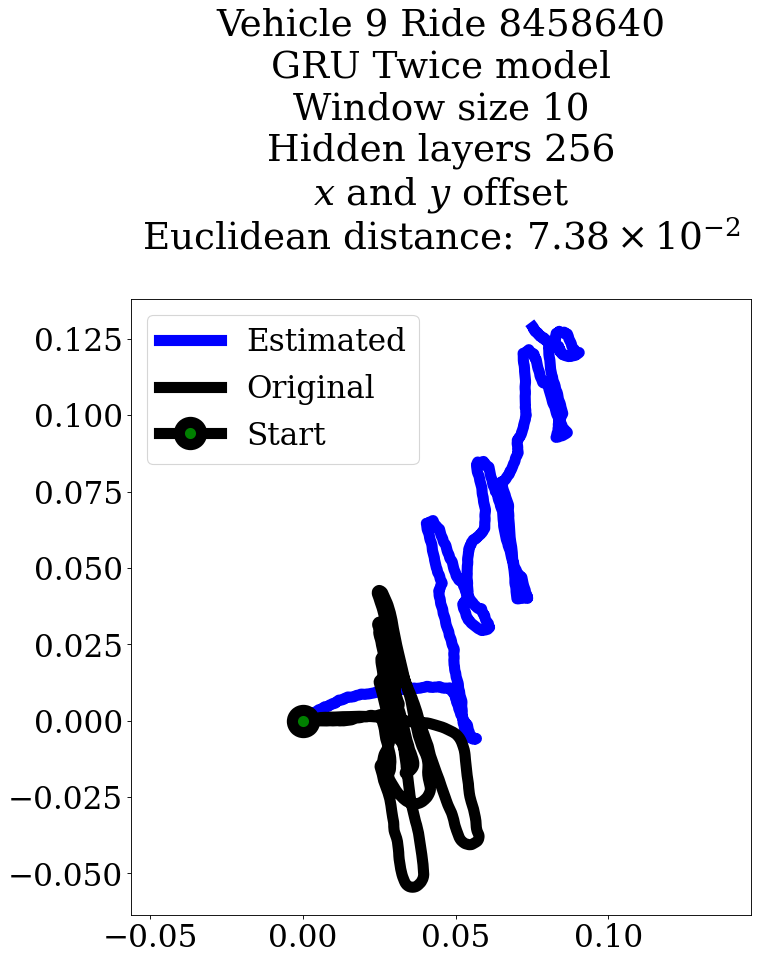 Vehicle 9 Ride 8458640
GRU Twice model
Window size 10
Hidden layers 256
x and y offset
Euclidean distance: 7.38 × 10⁻²
Estimated
Original
Start
0.125
0.100
0.075
0.050
0.025
0.000
−0.025
−0.050
−0.05 0.00 0.05 0.10